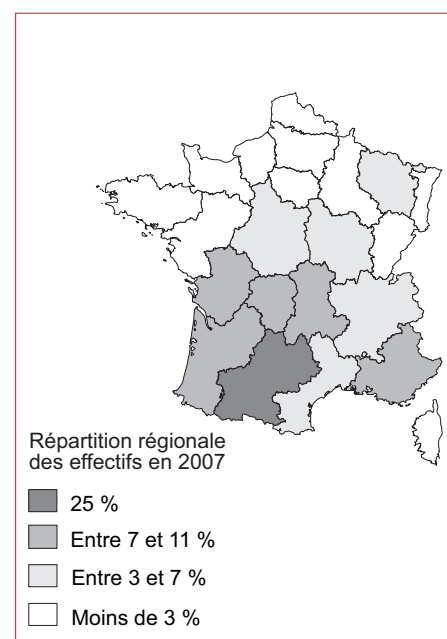 Répartition régionale
des effectifs en 2007
25 %
Entre 7 et 11 %
Entre 3 et 7 %
Moins de 3 %